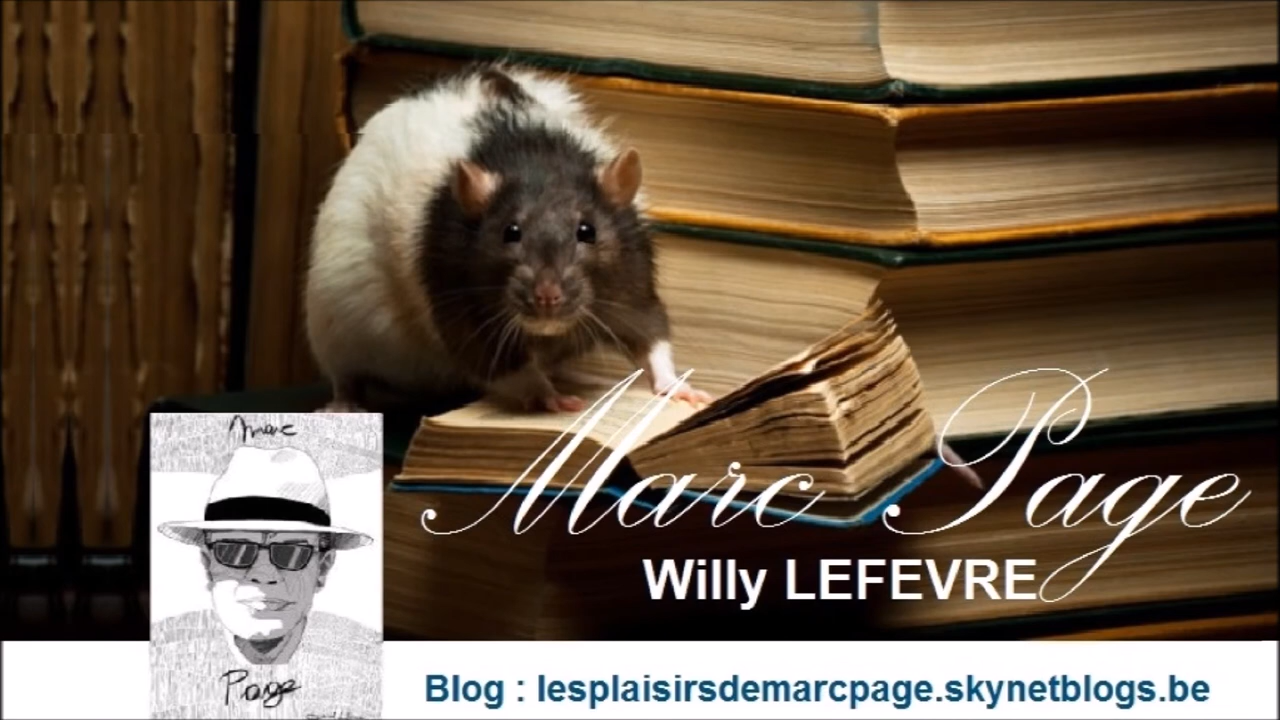 Marc Page
Willy LEFEVRE
Marc
Page
Blog : lesplaisirsdemarcpage.skynetblogs.be